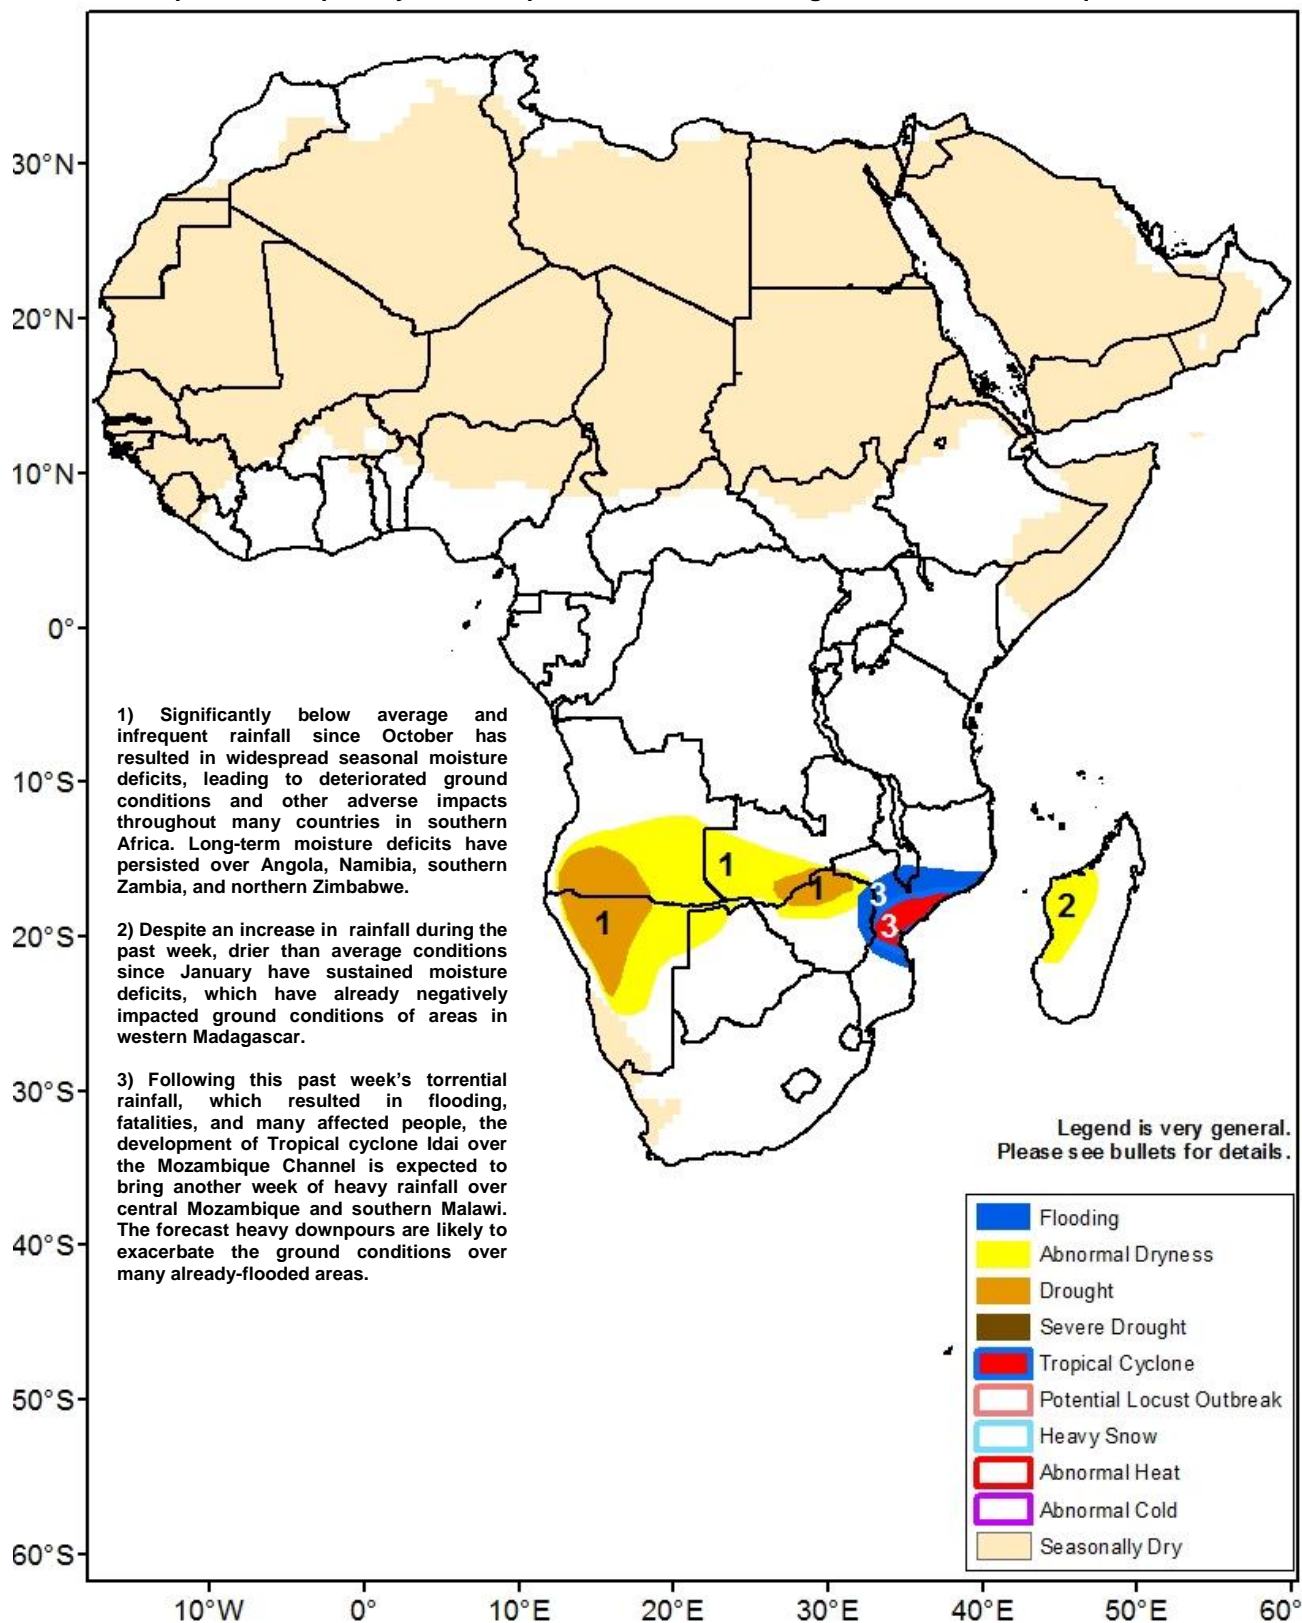 30°N
20°N
10°N
0°
10°S
20°S
30°S
40°S
50°S
60°S
1) Significantly below average and
infrequent rainfall since October has
resulted in widespread seasonal moisture
deficits, leading to deteriorated ground
conditions and other adverse impacts
throughout many countries in southern
Africa. Long-term moisture deficits have
persisted over Angola, Namibia, southern
Zambia, and northern Zimbabwe.
2) Despite an increase in rainfall during the
past week, drier than average conditions
since January have sustained moisture
deficits, which have already negatively
impacted ground conditions of areas in
western Madagascar.
3) Following this past week's torrential
rainfall, which resulted in flooding,
fatalities, and many affected people, the
development of Tropical cyclone Idai over
the Mozambique Channel is expected to
bring another week of heavy rainfall over
central Mozambique and southern Malawi.
The forecast heavy downpours are likely to
exacerbate the ground conditions over
many already-flooded areas.
1
1
1
3
3
2
Legend is very general.
Please see bullets for details.
Flooding
Abnormal Dryness
Drought
Severe Drought
Tropical Cyclone
Potential Locust Outbreak
Heavy Snow
Abnormal Heat
Abnormal Cold
Seasonally Dry
10°W 0° 10°E 20°E 30°E 40°E 50°E 60°